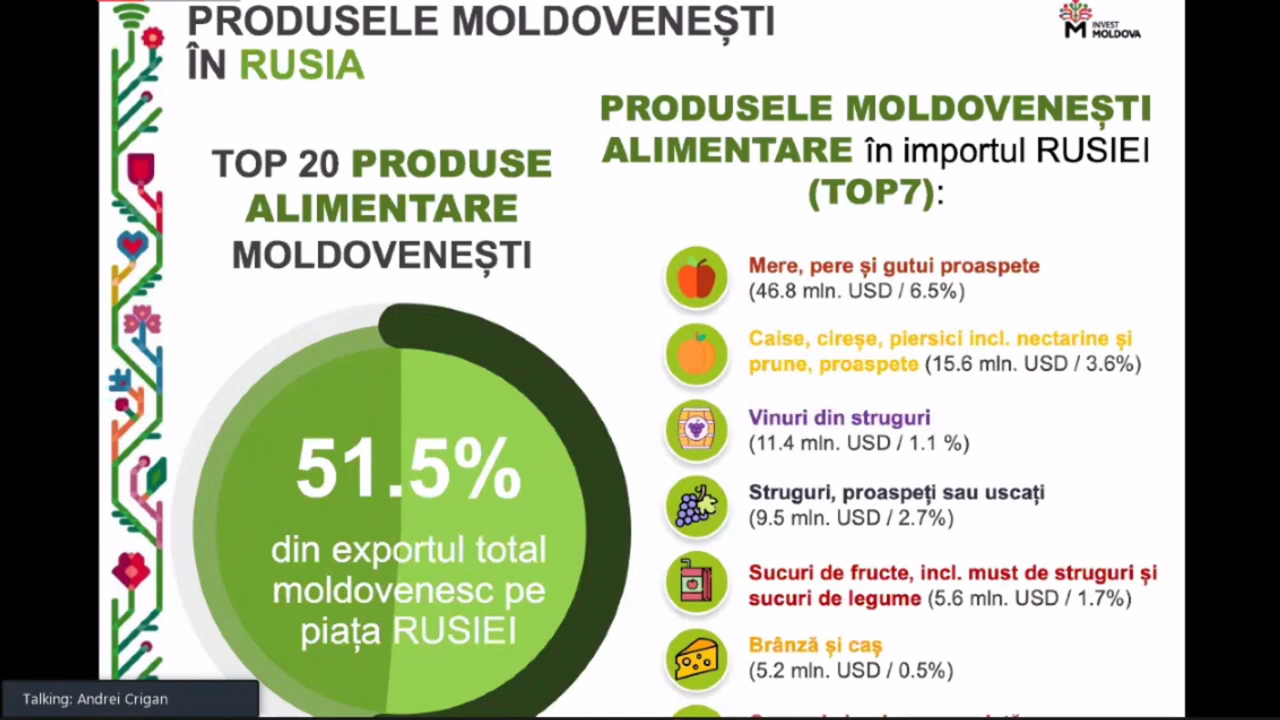 PRODUSELE MOLDOVENEȘTI
ÎN RUSIA
INVEST
MOLDOVA
TOP 20 PRODUSE
ALIMENTARE
MOLDOVENEȘTI
51.5%
din exportul total
moldovenesc pe
piața RUSIEI
PRODUSELE MOLDOVENEȘTI
ALIMENTARE în importul RUSIEI
(TOP7):
Mere, pere și gutui proaspete
(46.8 mln. USD / 6.5%)
Caise, cireșe, piersici incl. nectarine și
prune, proaspete (15.6 mln. USD / 3.6%)
Vinuri din struguri
(11.4 mln. USD / 1.1 %)
Struguri, proaspeți sau uscați
(9.5 mln. USD / 2.7%)
Sucuri de fructe, incl. must de struguri și
sucuri de legume (5.6 mln. USD / 1.7%)
Brânză și caș
(5.2 mln. USD / 0.5%)
Talking: Andrei Crigan